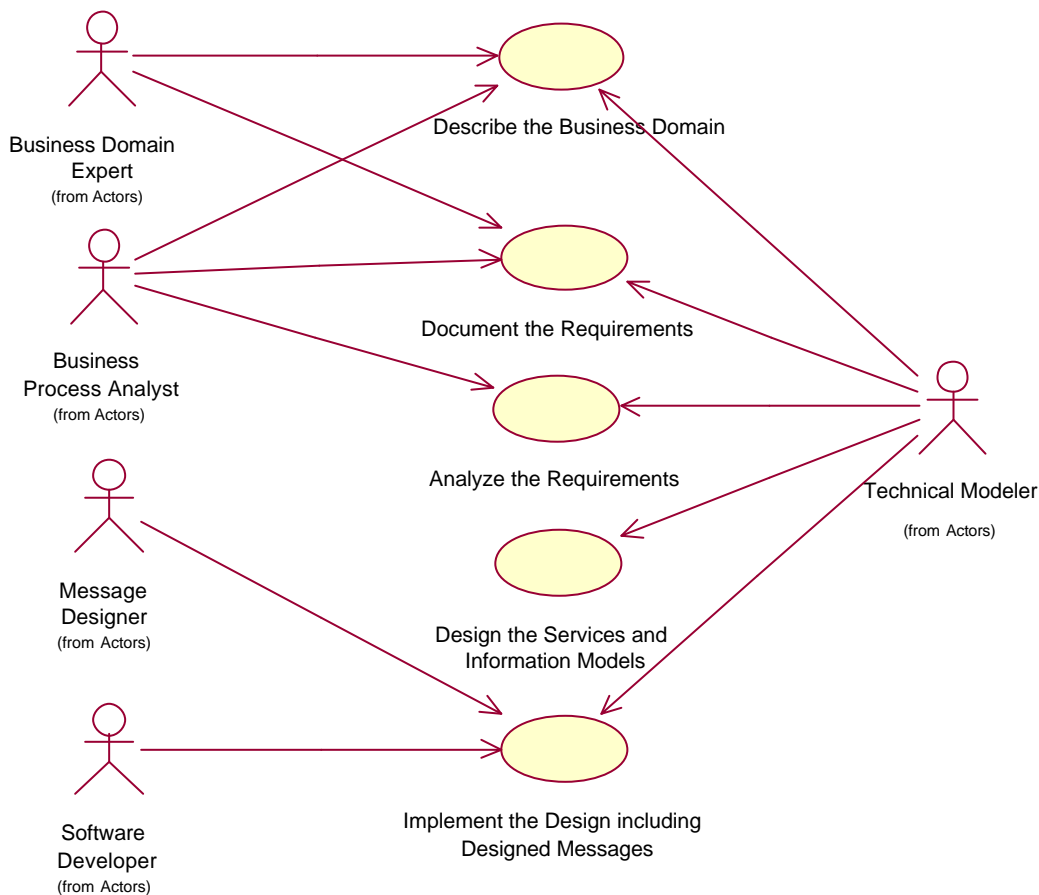 Business Domain
Expert
(from Actors)
Describe the Business Domain
Business
Process Analyst
(from Actors)
Document the Requirements
Analyze the Requirements
Technical Modeler
(from Actors)
Message
Designer
(from Actors)
Design the Services and
Information Models
Software
Developer
(from Actors)
Implement the Design including
Designed Messages